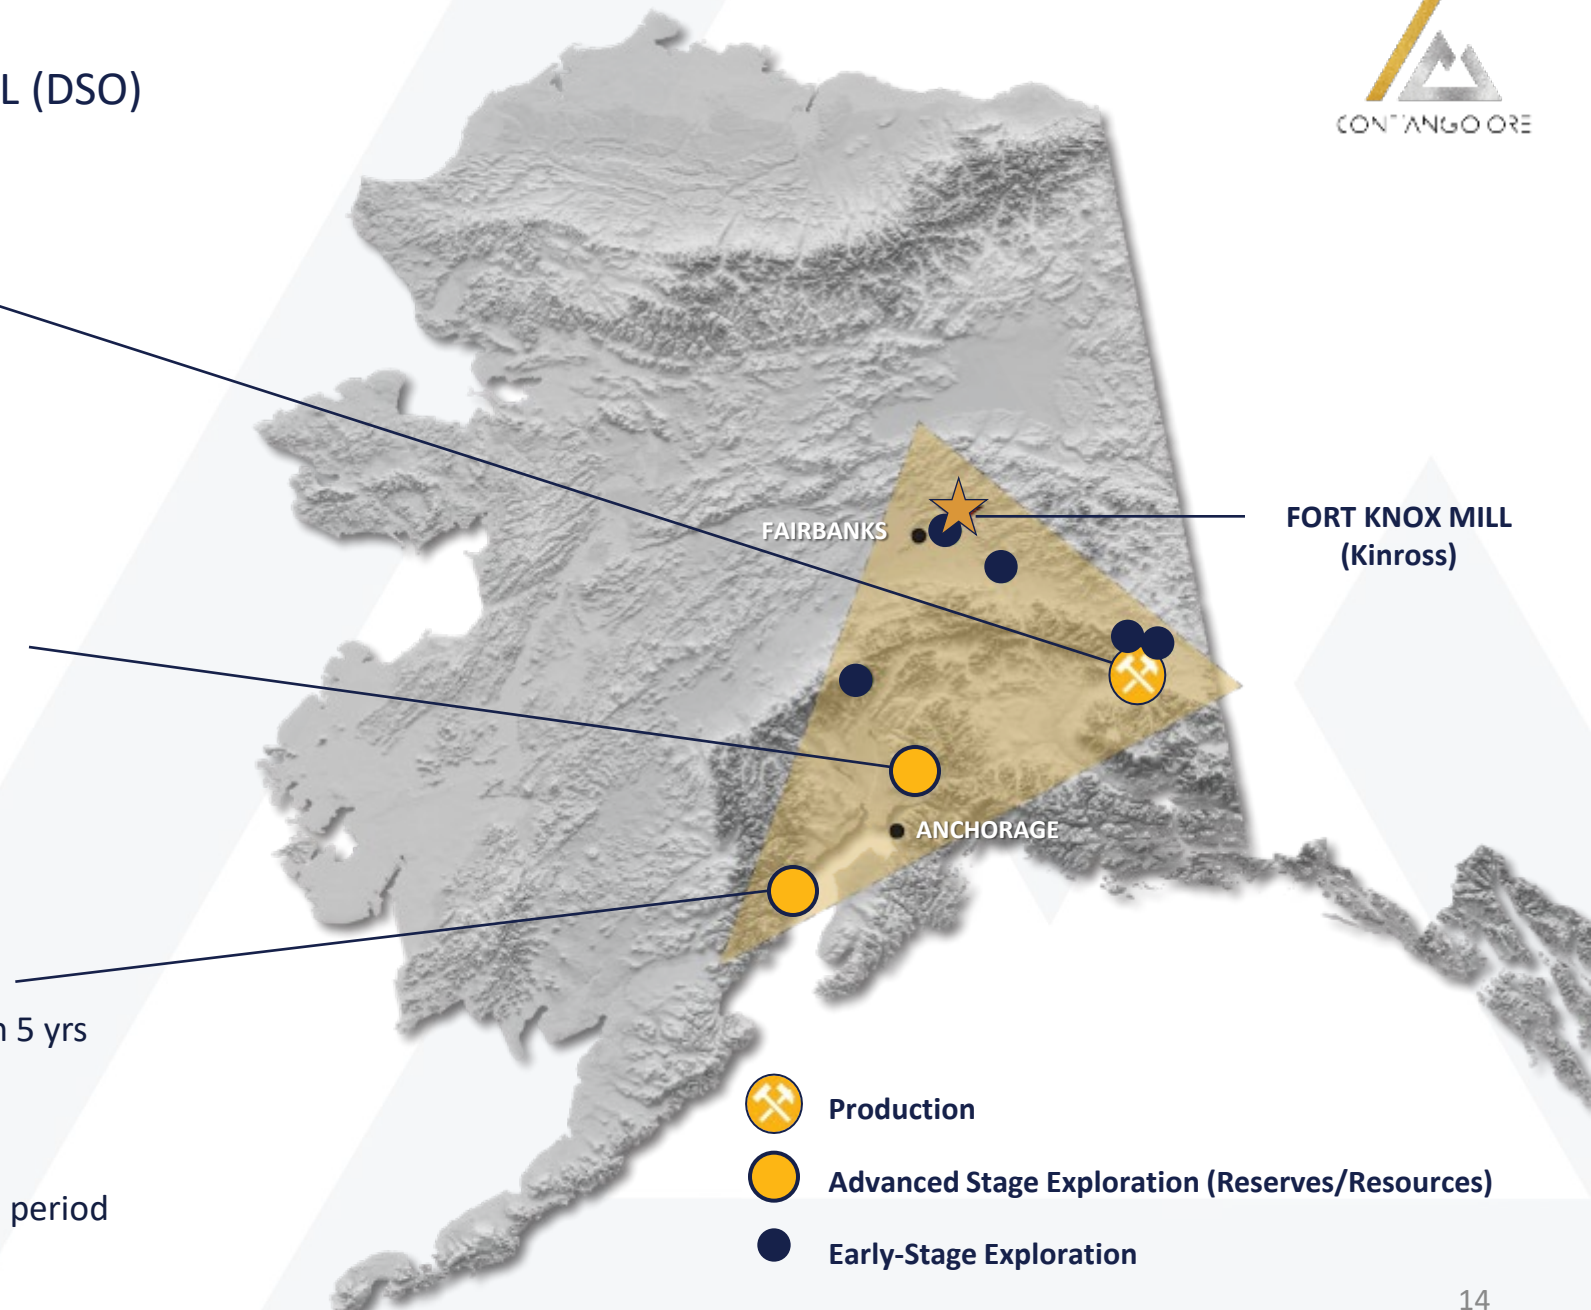 L (DSO)
CONTANGO ORE
FAIRBANKS
FORT KNOX MILL
(Kinross)
ANCHORAGE
5 yrs
period
Production
Advanced Stage Exploration (Reserves/Resources)
Early-Stage Exploration
14